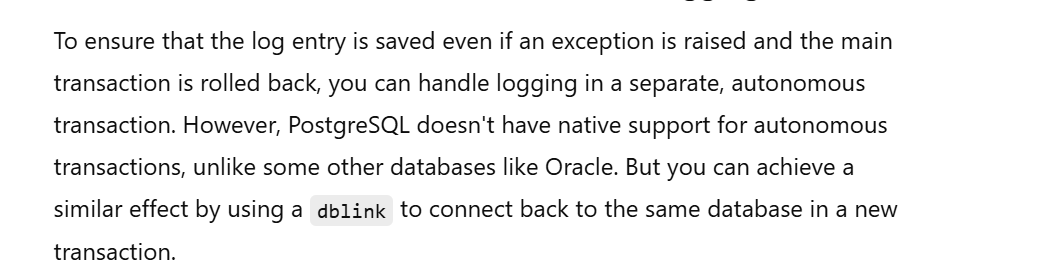 To ensure that the log entry is saved even if an exception is raised and the main
transaction is rolled back, you can handle logging in a separate, autonomous
transaction. However, PostgreSQL doesn't have native support for autonomous
transactions, unlike some other databases like Oracle. But you can achieve a
similar effect by using a dblink to connect back to the same database in a new
transaction.